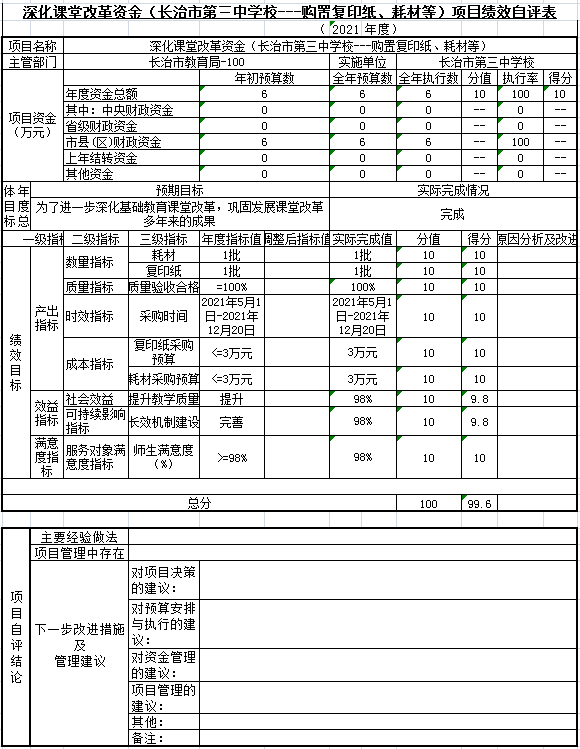 深化课堂改革资金（长治市第三中学校---购置复印纸、耗材等）项目绩效自评表
（ 2021 年度）
项目名称 深化课堂改革资金（长治市第三中学校---购置复印纸、耗材等）
主管部门 长治市教育局-100 实施单位 长治市第三中学校
项目资金（万元） 年初预算数 全年预算数 全年执行数 分值 执行率 得分
年度资金总额 6 6 6 10 100 10
其中：中央财政资金 0 0 0 -- 0 --
省级财政资金 0 0 0 -- 0 --
市县(区)财政资金 6 6 6 -- 100 --
上年结转资金 0 0 0 -- 0 --
其他资金 0 0 0 -- 0 --
体年目度标总 预期目标 实际完成情况
为了进一步深化基础教育课堂改革，巩固发展课堂改革多年来的成果 完成
绩效目标 一级指标 二级指标 三级指标 年度指标值 调整后指标值 实际完成值 分值 得分 原因分析及改进
产出指标 数量指标 耗材 1批 1批 10 10
复印纸 1批 1批 10 10
质量指标 质量验收合格 =100% 100% 10 10
时效指标 采购时间 2021年5月1日-2021年12月20日 2021年5月1日-2021年12月20日 10 10
成本指标 复印纸采购预算 <=3万元 3万元 10 10
耗材采购预算 <=3万元 3万元 10 10
效益指标 社会效益 提升教学质量 提升 98% 10 9.8
可持续影响指标 长效机制建设 完善 98% 10 9.8
满意度指标 服务对象满意度指标 师生满意度（%） >=98% 98% 10 10
总分 100 99.6
项目自评结论 主要经验做法
项目管理中存在
下一步改进措施及管理建议 对项目决策的建议：
对预算安排与执行的建议：
对资金管理的建议：
项目管理的建议：
其他：
备注：